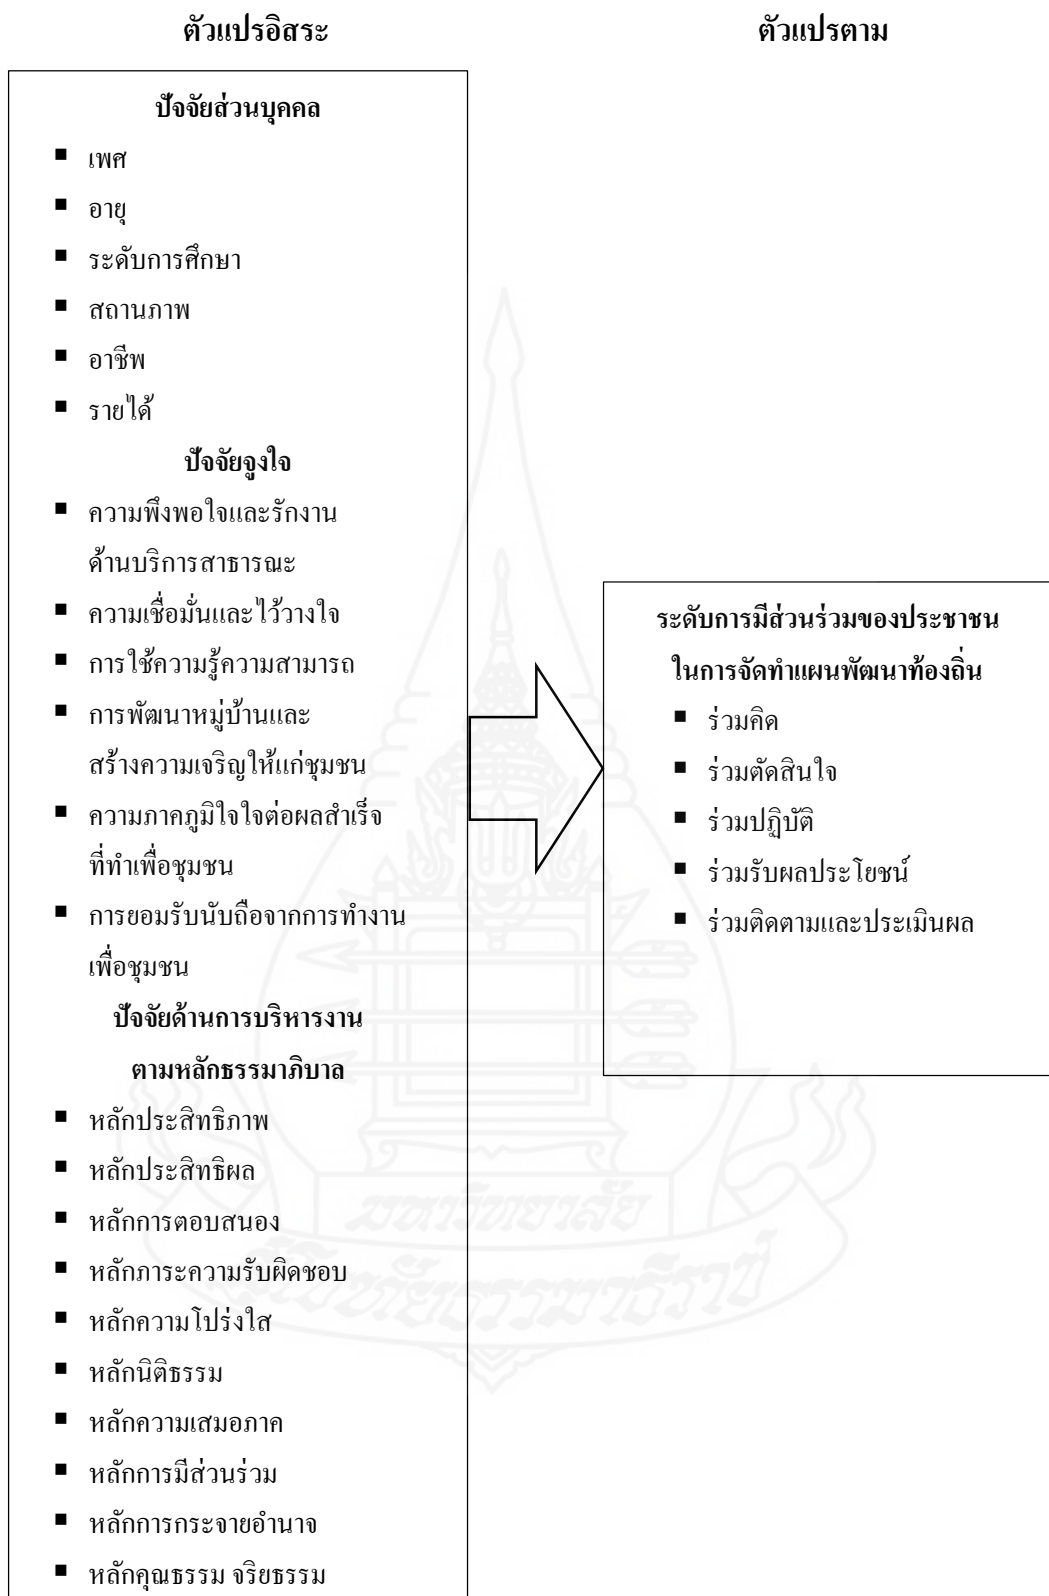 ตัวแปรอิสระ
ตัวแปรตาม
ปัจจัยส่วนบุคคล
▪ เพศ
▪ อายุ
▪ ระดับการศึกษา
▪ สถานภาพ
▪ อาชีพ
▪ รายได้
ปัจจัยจูงใจ
▪ ความพึงพอใจและรักงาน
ด้านบริการสาธารณะ
▪ ความเชื่อมั่นและไว้วางใจ
▪ การใช้ความรู้ความสามารถ
▪ การพัฒนาหมู่บ้านและ
สร้างความเจริญให้แก่ชุมชน
▪ ความภาคภูมิใจใจต่อผลสำเร็จ
ที่ทำเพื่อชุมชน
▪ การยอมรับนับถือจากการทำงาน
เพื่อชุมชน
ปัจจัยด้านการบริหารงาน
ตามหลักธรรมาภิบาล
▪ หลักประสิทธิภาพ
▪ หลักประสิทธิผล
▪ หลักการตอบสนอง
▪ หลักภาระความรับผิดชอบ
▪ หลักความโปร่งใส
▪ หลักนิติธรรม
▪ หลักความเสมอภาค
▪ หลักการมีส่วนร่วม
▪ หลักการกระจายอำนาจ
▪ หลักคุณธรรม จริยธรรม
ระดับการมีส่วนร่วมของประชาชน
ในการจัดทำแผนพัฒนาท้องถิ่น
▪ ร่วมคิด
▪ ร่วมตัดสินใจ
▪ ร่วมปฏิบัติ
▪ ร่วมรับผลประโยชน์
▪ ร่วมติดตามและประเมินผล
มหาวิทยาลัย
สุโขทัยธรรมาธิราช